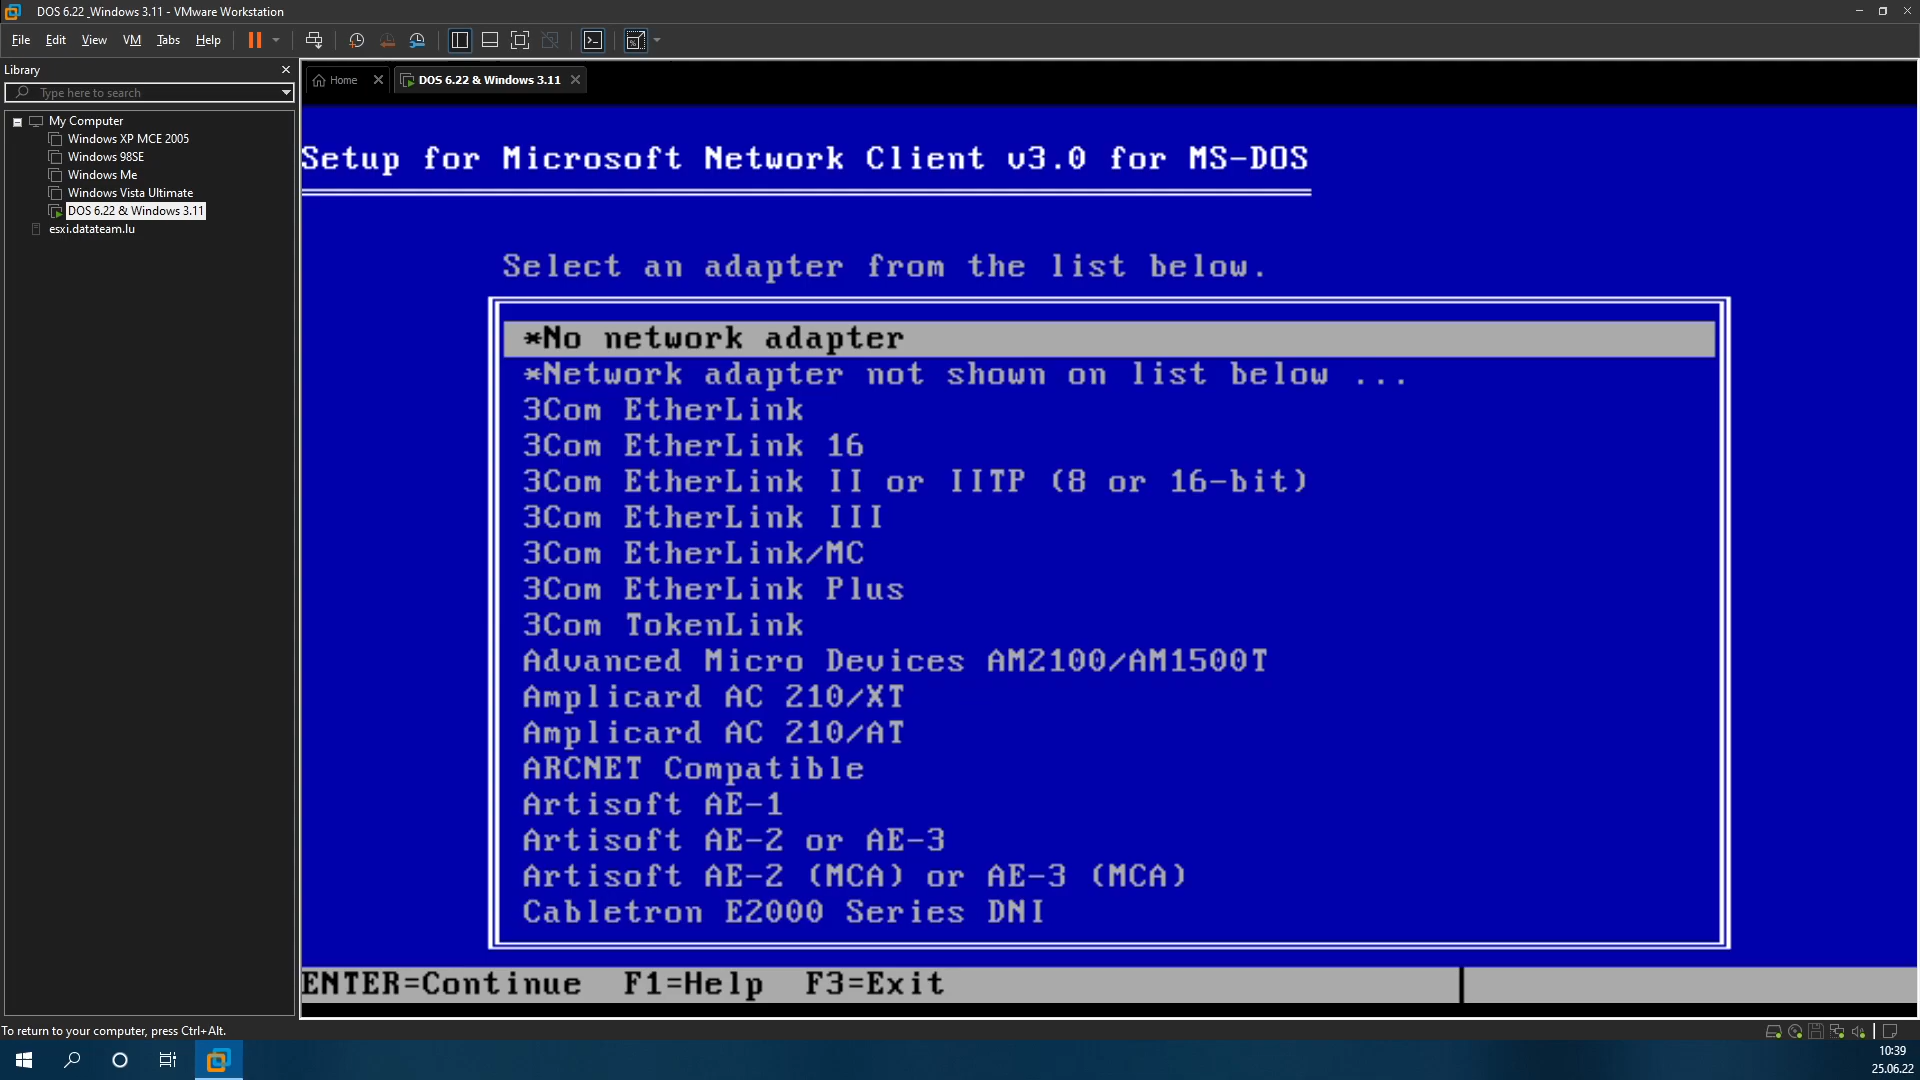 DOS 6.22_Windows 3.11 - VMware Workstation
File Edit View VM Tabs Help
Library
Type here to search
My Computer
Windows XP MCE 2005
Windows 98SE
Windows Me
Windows Vista Ultimate
DOS 6.22 & Windows 3.11
esxi.datateam.lu
Home
DOS 6.22 & Windows 3.11
Setup for Microsoft Network Client v3.0 for MS-DOS
Select an adapter from the list below.
*No network adapter
*Network adapter not shown on list below ...
3Com EtherLink
3Com EtherLink 16
3Com EtherLink II or IITP (8 or 16-bit)
3Com EtherLink III
3Com EtherLink/MC
3Com EtherLink Plus
3Com TokenLink
Advanced Micro Devices AM2100/AM1500T
Amplicard AC 210/XT
Amplicard AC 210/AT
ARCNET Compatible
Artisoft AE-1
Artisoft AE-2 or AE-3
Artisoft AE-2 (MCA) or AE-3 (MCA)
Cabletron E2000 Series DNI
ENTER=Continue F1=Help F3=Exit
To return to your computer, press Ctrl+Alt.
10:39
25.06.22